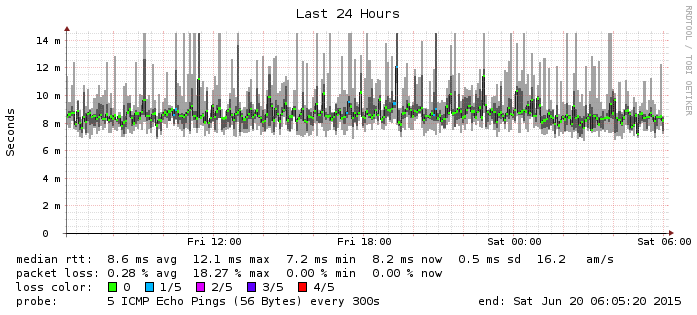 Last 24 Hours
RRDTOOL / TOBI OETIKER
Seconds
14 m
12 m
10 m
8 m
6 m
4 m
2 m
0
Fri 12:00 Fri 18:00 Sat 00:00 Sat 06:00
median rtt: 8.6 ms avg 12.1 ms max 7.2 ms min 8.2 ms now 0.5 ms sd 16.2 am/s
packet loss: 0.28 % avg 18.27 % max 0.00 % min 0.00 % now
loss color: 0 1/5 2/5 3/5 4/5
probe: 5 ICMP Echo Pings (56 Bytes) every 300s end: Sat Jun 20 06:05:20 2015